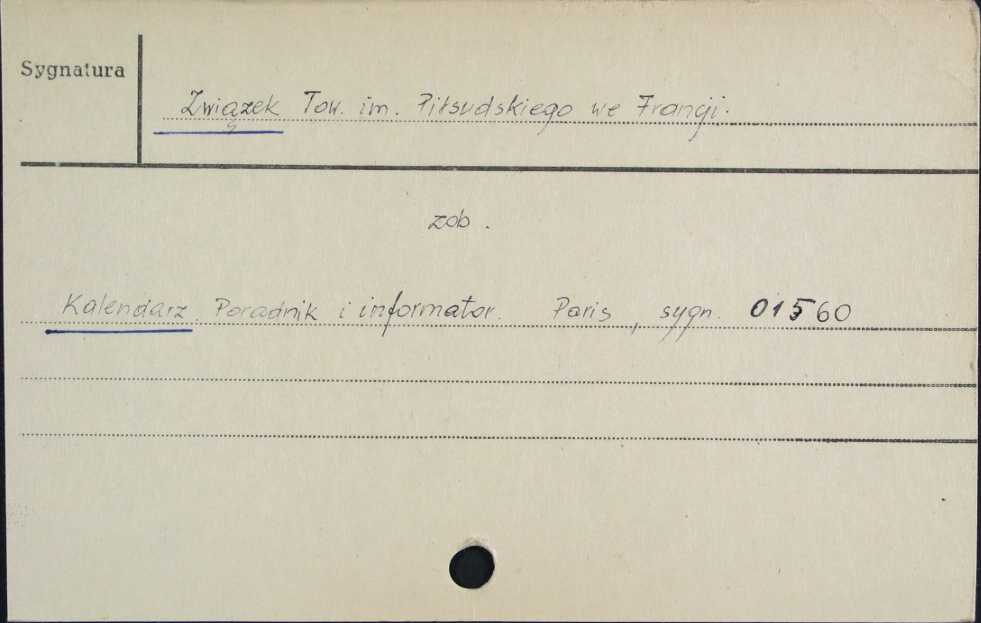 Sygnatura
Związek Tow. im. Piłsudskiego we Francji.
zob.
Kalendarz. Poradnik i informator. Paris, sygn. 01560